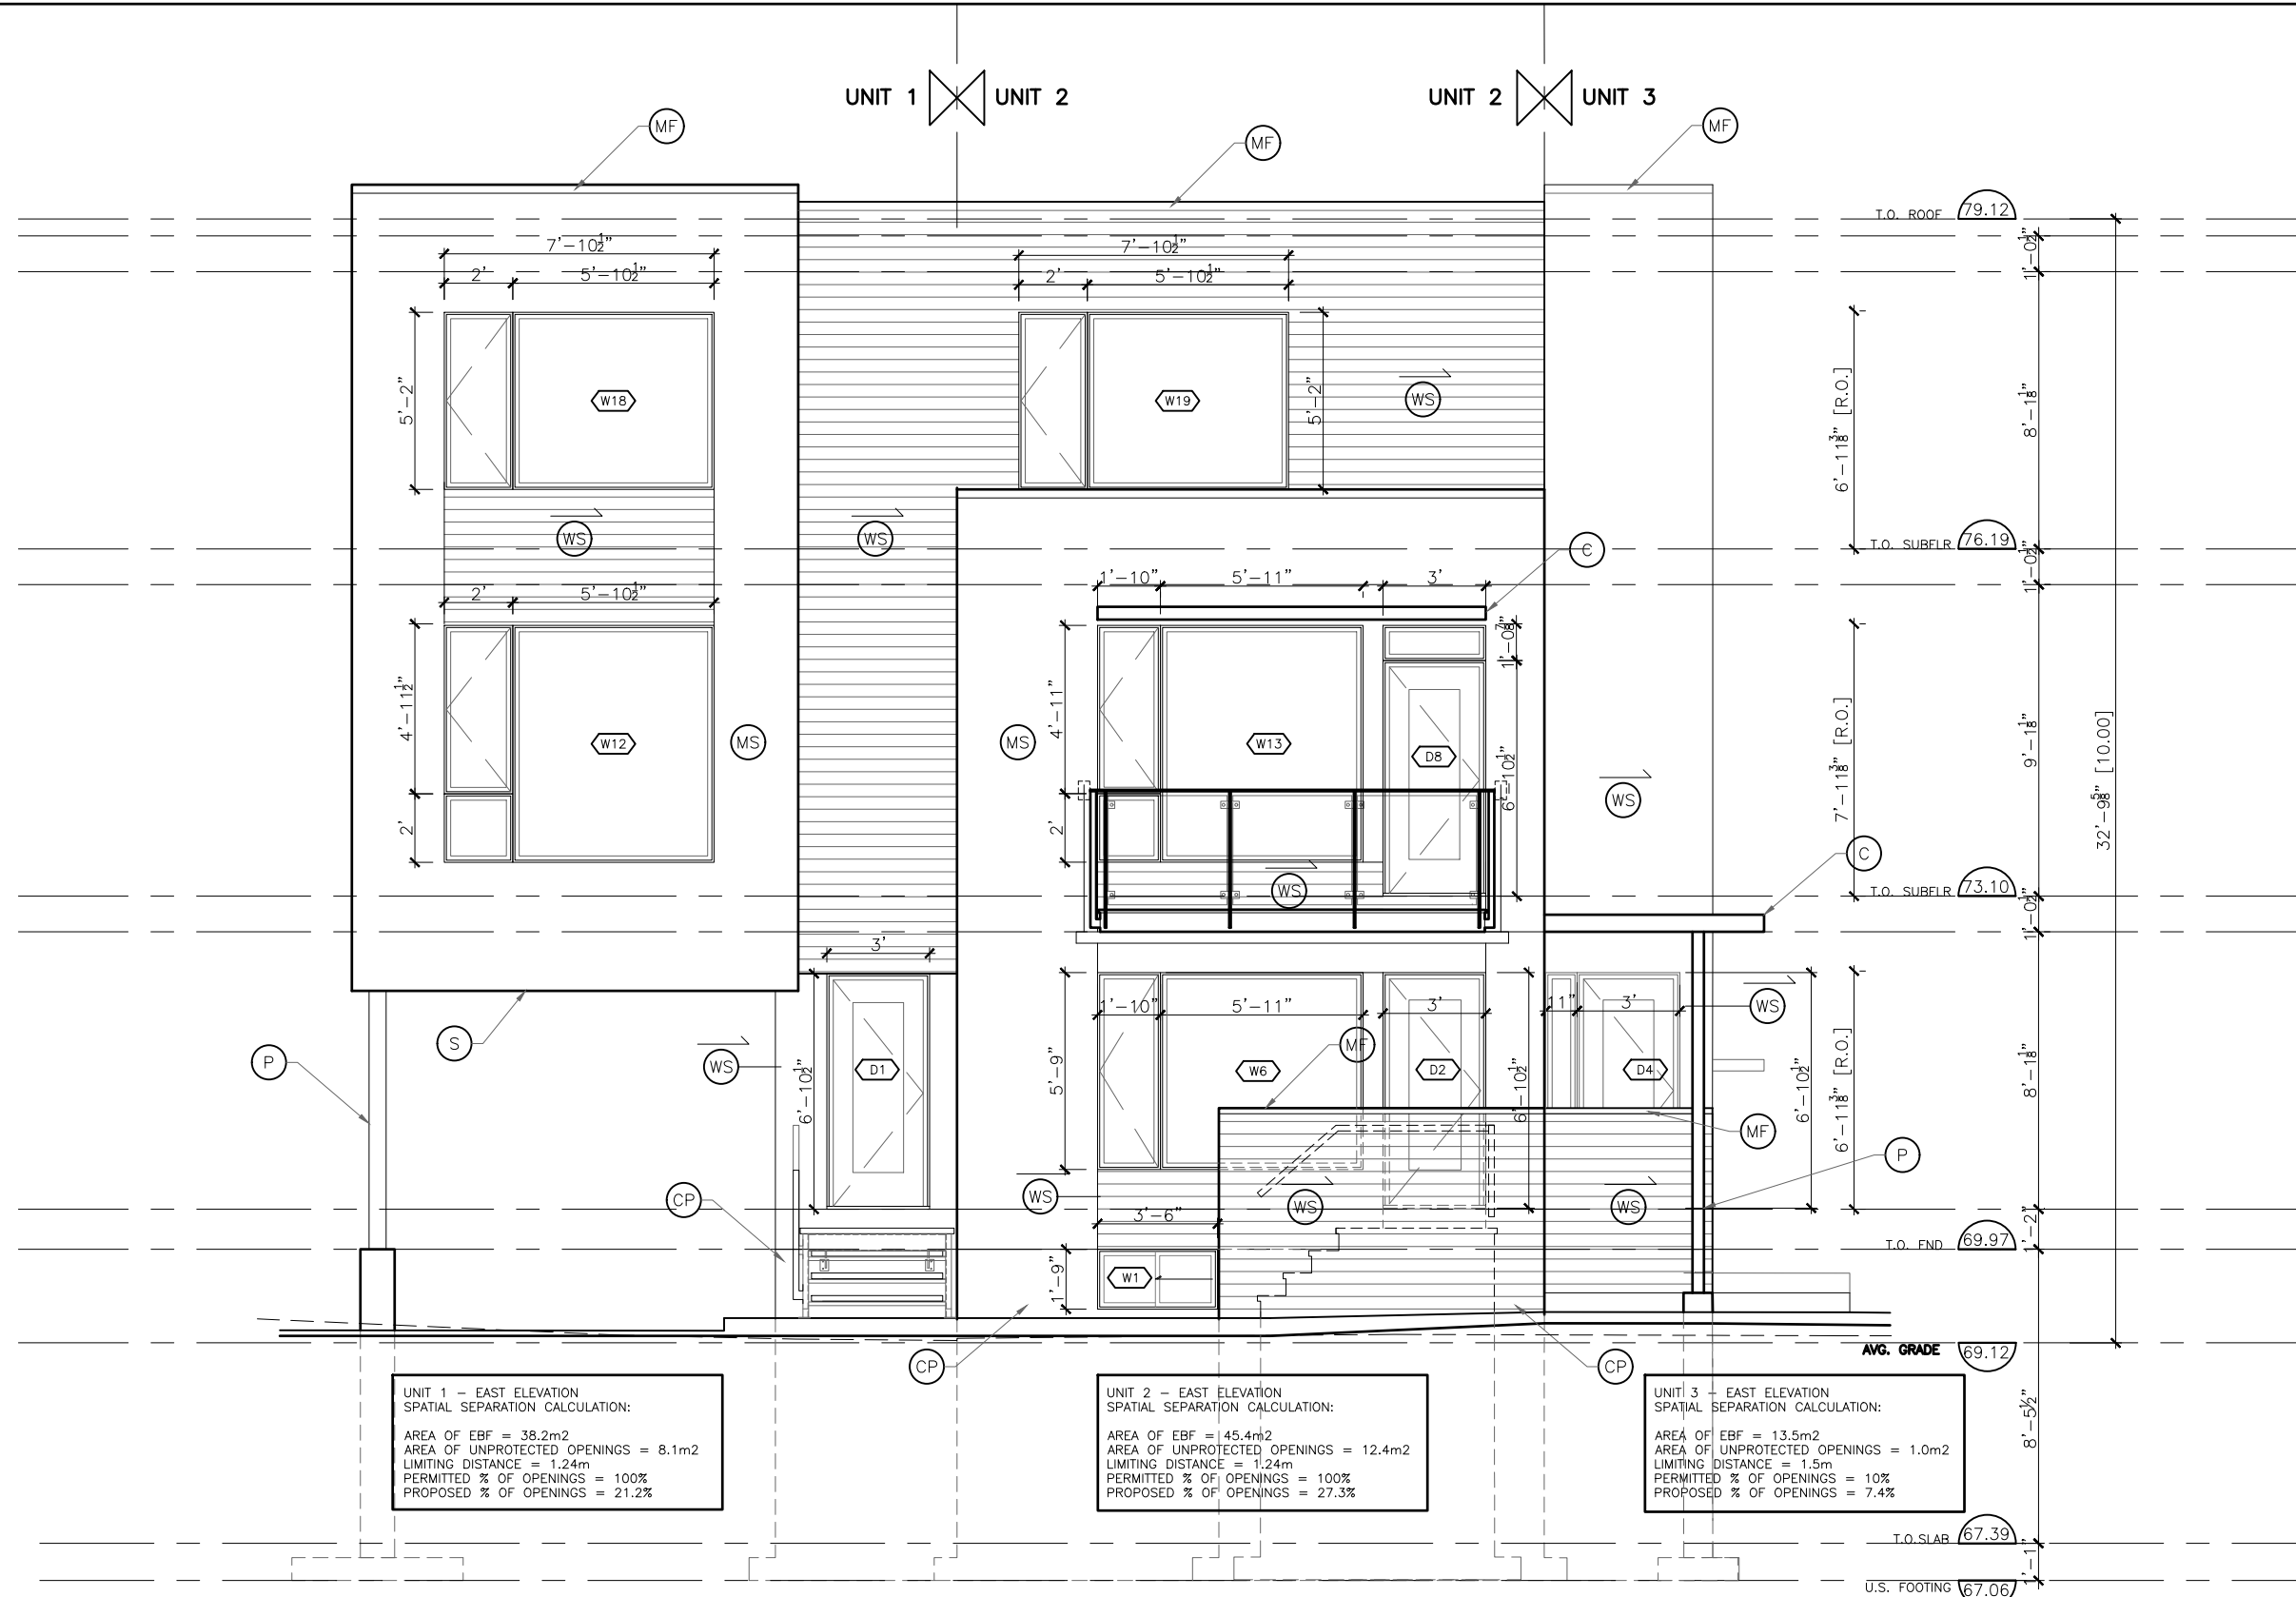 UNIT 1 UNIT 2
UNIT 2 UNIT 3
MF
MF
MF
T.O. ROOF 79.12
1'-0½"
7'-10½"
2' 5'-10½"
7'-10½"
2' 5'-10½"
5'-2"
W18
W19
5'-2"
WS
6'-11⅜" [R.O.]
8'-1⅛"
WS
WS
C
T.O. SUBFLR 76.19
1'-0½"
2' 5'-10½"
1'-10" 5'-11" 3'
1'-0⅞"
4'-11½"
4'-11"
W12
MS
MS
W13
D8
6'-10½"
WS
7'-11⅜" [R.O.]
9'-1⅛"
32'-9⅝" [10.00]
2'
2'
WS
C
T.O. SUBFLR 73.10
1'-0½"
3'
S
P
WS
6'-10½"
D1
1'-10" 5'-11" 3'
5'-9"
W6
MF
D2
6'-10½"
11" 3'
D4
WS
6'-10½"
6'-11⅜" [R.O.]
8'-1⅛"
MF
P
CP
WS
WS
WS
3'-6"
1'-2"
T.O. FND 69.97
1'-9"
W1
AVG. GRADE 69.12
CP
CP
8'-5½"
UNIT 1 – EAST ELEVATION
SPATIAL SEPARATION CALCULATION:
AREA OF EBF = 38.2m2
AREA OF UNPROTECTED OPENINGS = 8.1m2
LIMITING DISTANCE = 1.24m
PERMITTED % OF OPENINGS = 100%
PROPOSED % OF OPENINGS = 21.2%
UNIT 2 – EAST ELEVATION
SPATIAL SEPARATION CALCULATION:
AREA OF EBF = 45.4m2
AREA OF UNPROTECTED OPENINGS = 12.4m2
LIMITING DISTANCE = 1.24m
PERMITTED % OF OPENINGS = 100%
PROPOSED % OF OPENINGS = 27.3%
UNIT 3 – EAST ELEVATION
SPATIAL SEPARATION CALCULATION:
AREA OF EBF = 13.5m2
AREA OF UNPROTECTED OPENINGS = 1.0m2
LIMITING DISTANCE = 1.5m
PERMITTED % OF OPENINGS = 10%
PROPOSED % OF OPENINGS = 7.4%
T.O.SLAB 67.39
1'-1"
U.S. FOOTING 67.06